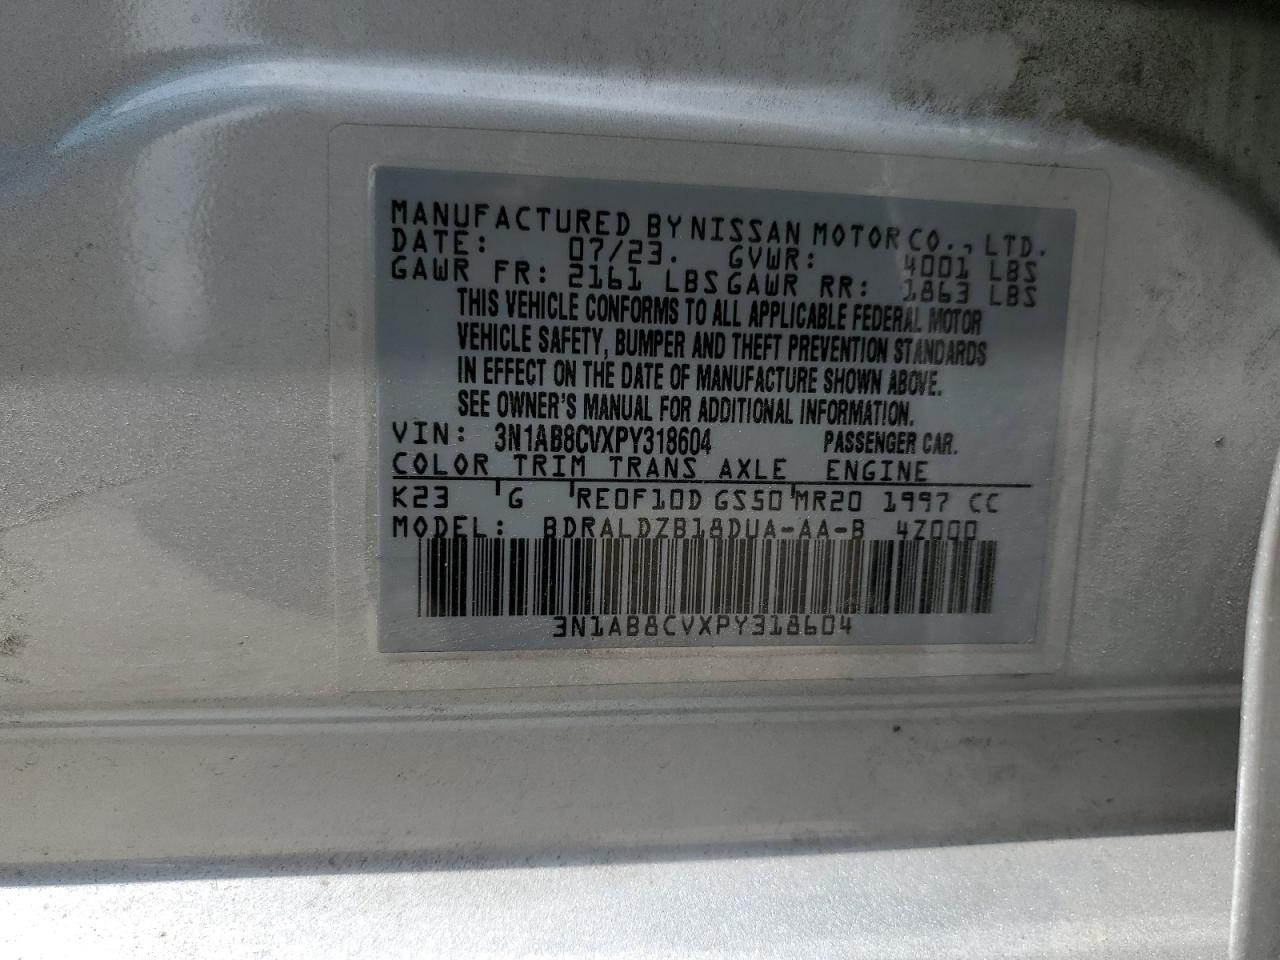 MANUFACTURED BY NISSAN MOTOR CO., LTD.
DATE: 07/23. GVWR: 4001 LBS
GAWR FR: 2161 LBS GAWR RR: 1863 LBS
THIS VEHICLE CONFORMS TO ALL APPLICABLE FEDERAL MOTOR
VEHICLE SAFETY, BUMPER AND THEFT PREVENTION STANDARDS
IN EFFECT ON THE DATE OF MANUFACTURE SHOWN ABOVE.
SEE OWNER'S MANUAL FOR ADDITIONAL INFORMATION.
VIN: 3N1AB8CVXPY318604 PASSENGER CAR.
COLOR TRIM TRANS AXLE ENGINE
K23 G RE0F10D GS50 MR20 1997 CC
MODEL: BDRALDZB18DUA-AA-B 4Z000
3N1AB8CVXPY318604